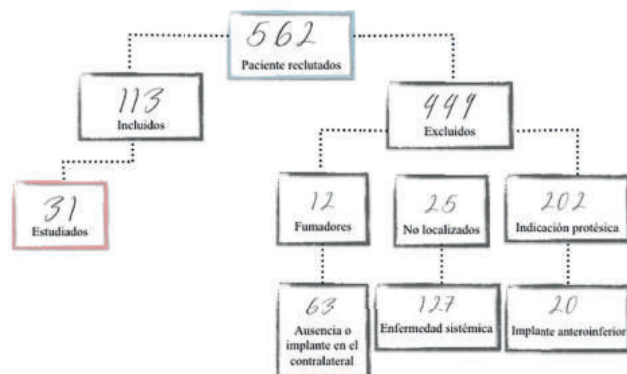 562
Paciente reclutados
113
Incluidos
449
Excluidos
31
Estudiados
12
Fumadores
25
No localizados
202
Indicación protésica
63
Ausencia o
implante en el
contralateral
127
Enfermedad sistémica
20
Implante anteroinferior